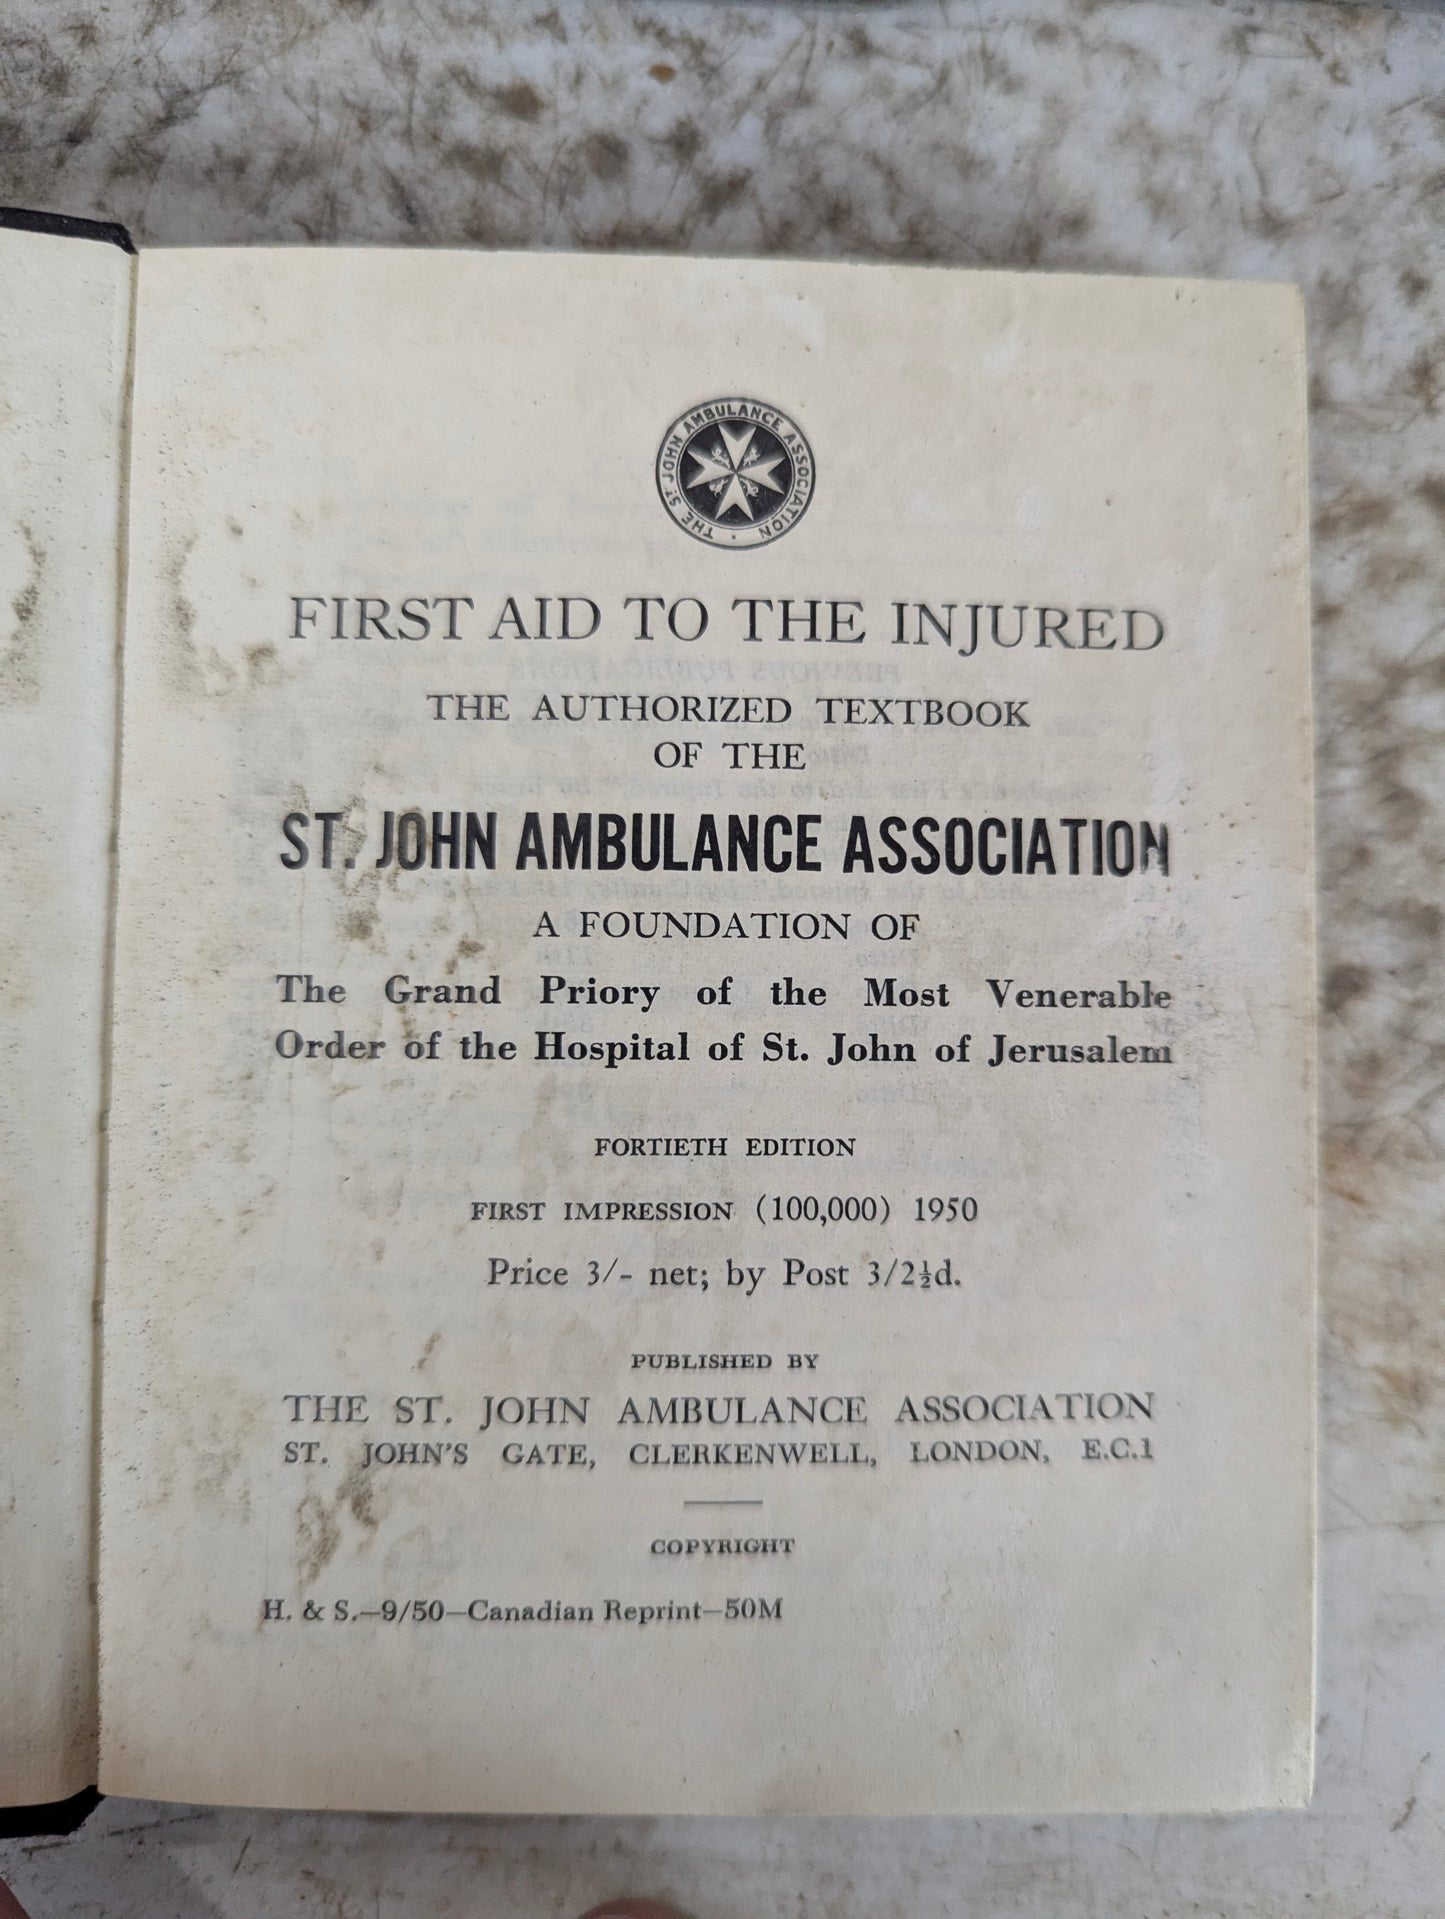 THE ST. JOHN AMBULANCE ASSOCIATION
FIRST AID TO THE INJURED
THE AUTHORIZED TEXTBOOK
OF THE
ST. JOHN AMBULANCE ASSOCIATION
A FOUNDATION OF
The Grand Priory of the Most Venerable
Order of the Hospital of St. John of Jerusalem
FORTIETH EDITION
FIRST IMPRESSION (100,000) 1950
Price 3/- net; by Post 3/2½d.
PUBLISHED BY
THE ST. JOHN AMBULANCE ASSOCIATION
ST. JOHN'S GATE, CLERKENWELL, LONDON, E.C.1
COPYRIGHT
H. & S.—9/50—Canadian Reprint—50M